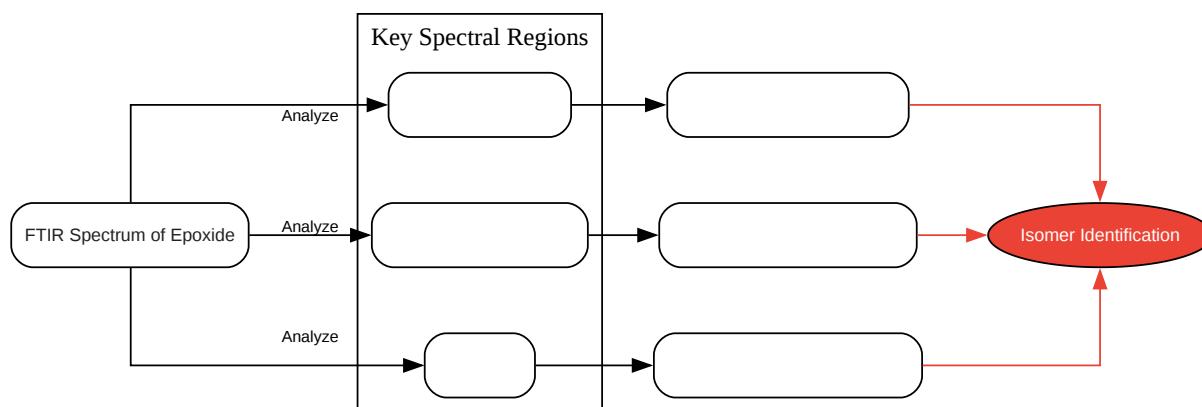 Key Spectral Regions
Analyze
FTIR Spectrum of Epoxide
Analyze
Isomer Identification
Analyze